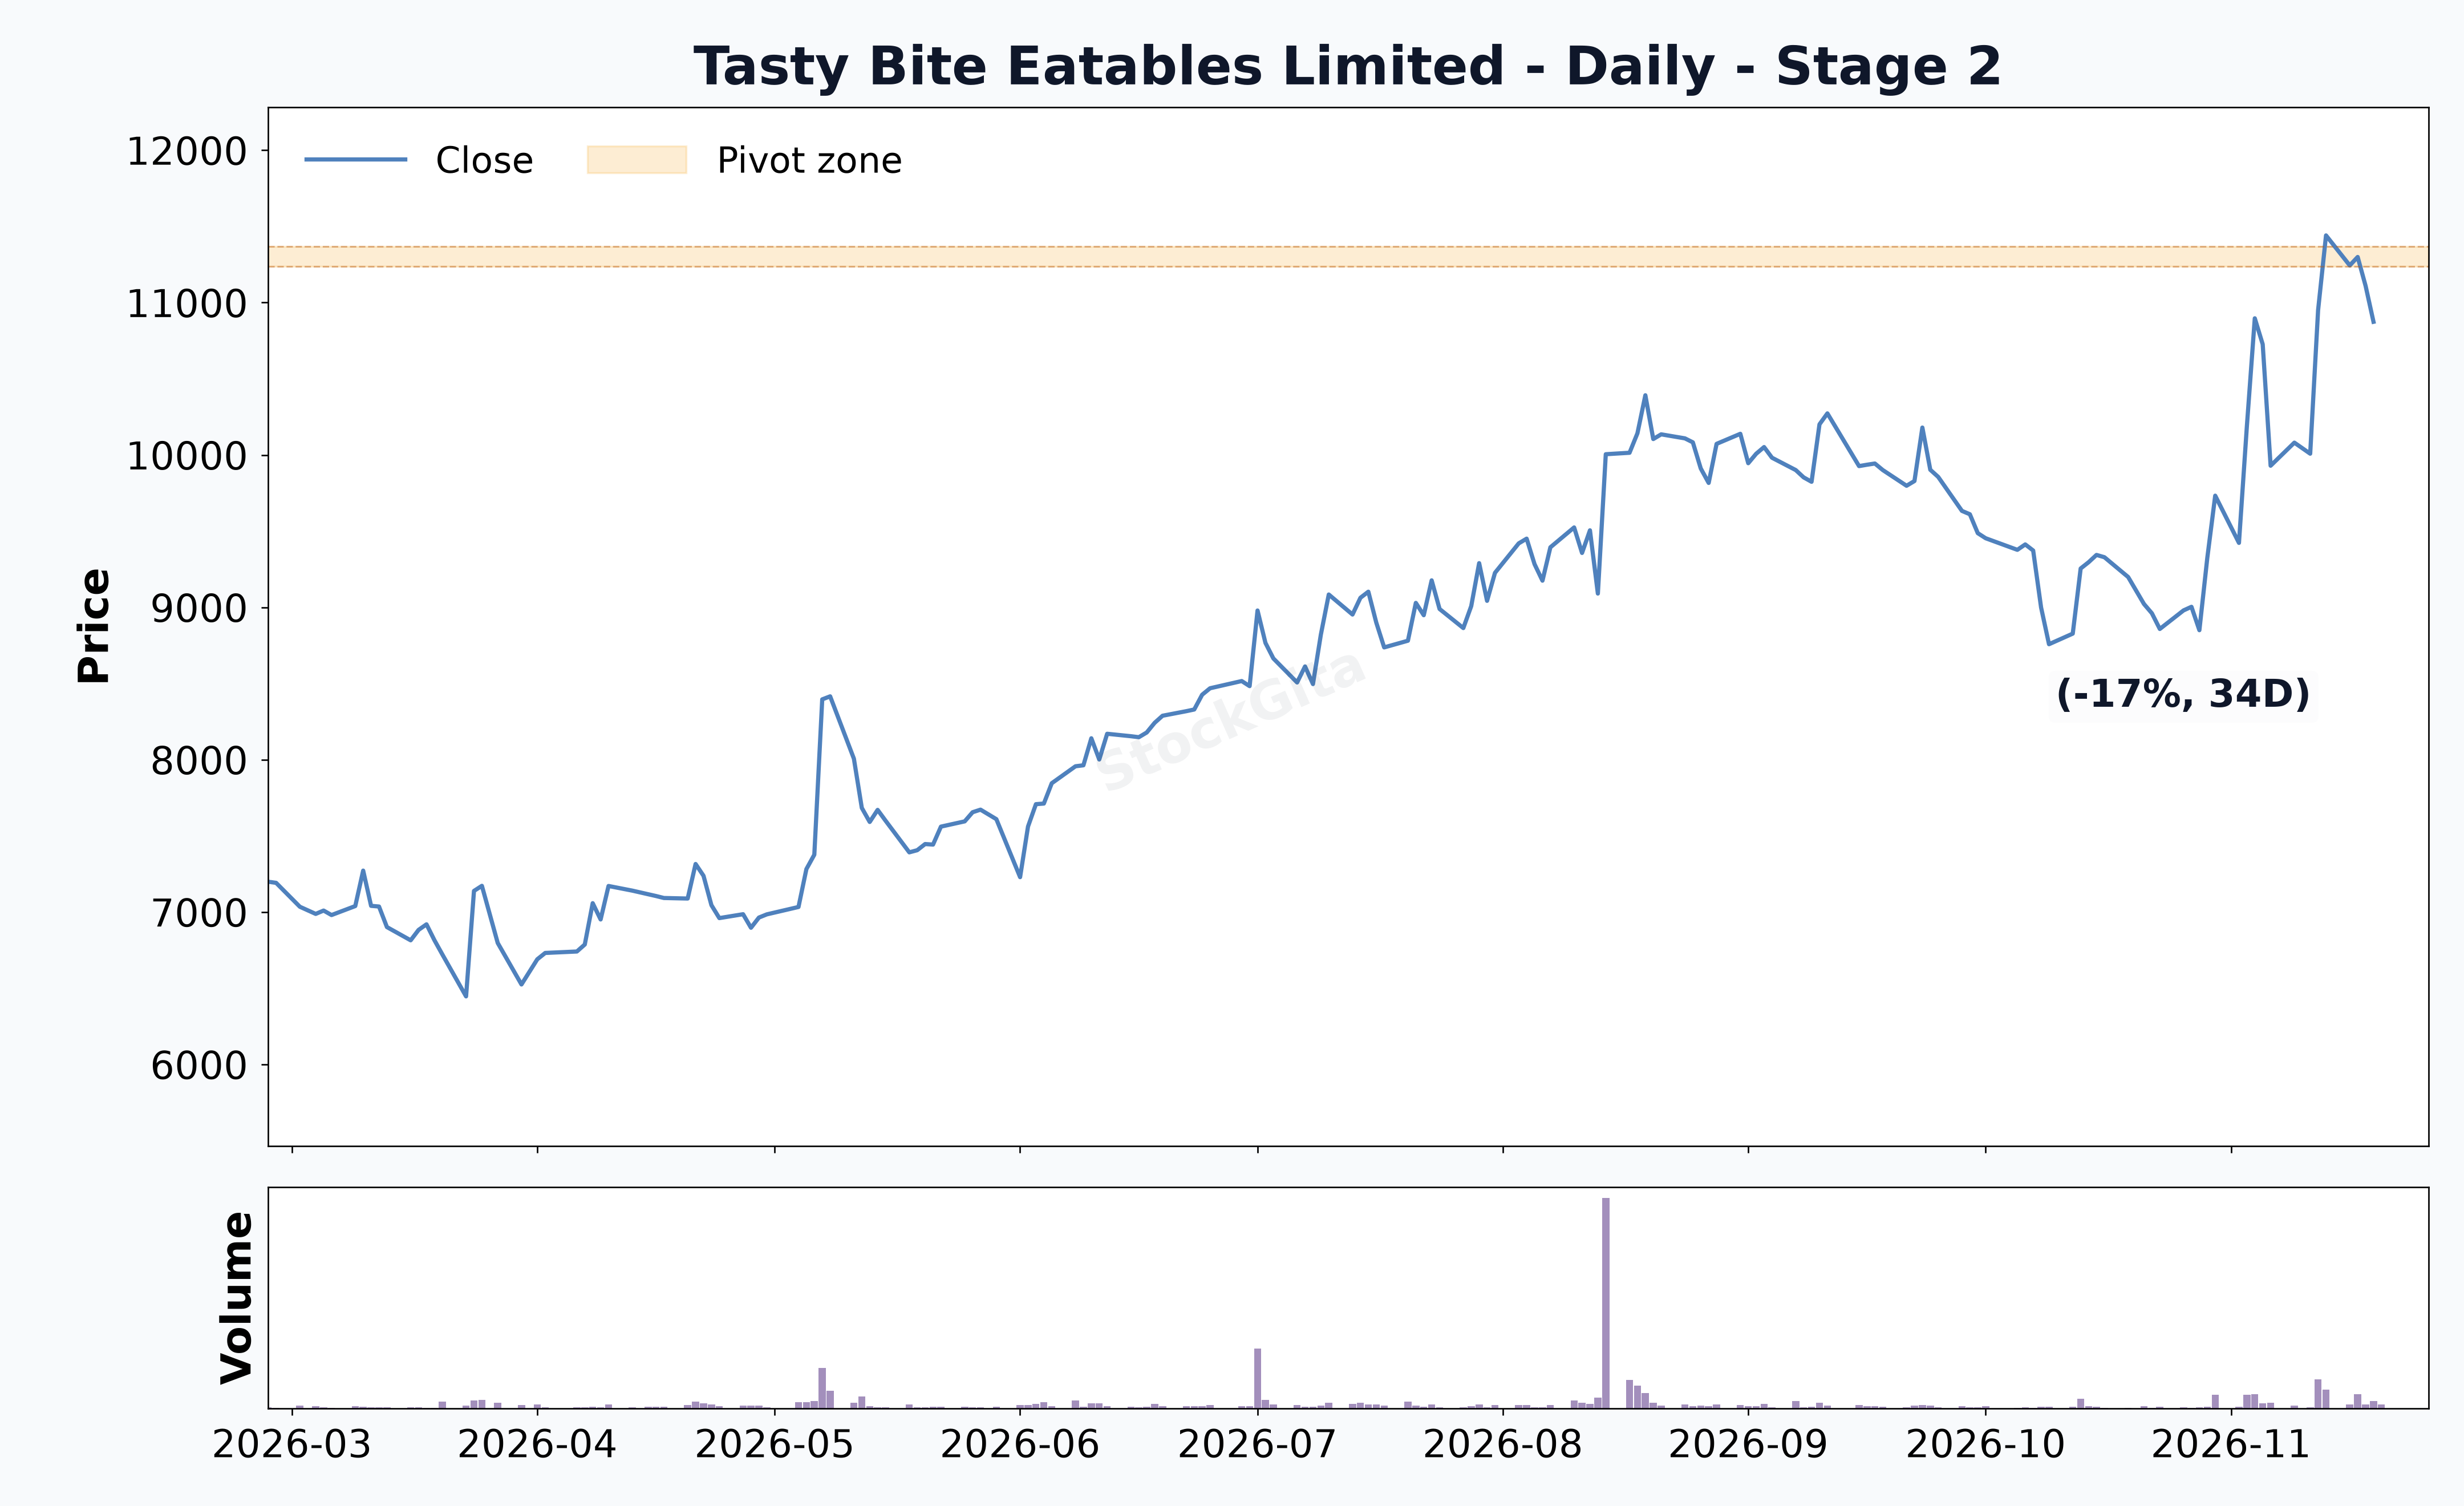 Tasty Bite Eatables Limited - Daily - Stage 2
Close
Pivot zone
12000
11000
10000
9000
8000
7000
6000
Price
StockGita
(-17%, 34D)
Volume
2026-03
2026-04
2026-05
2026-06
2026-07
2026-08
2026-09
2026-10
2026-11